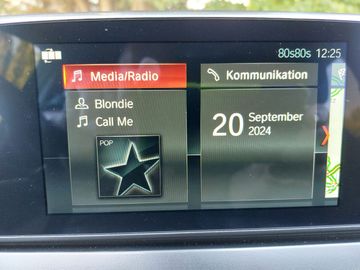 80s80s 12:25
Media/Radio
Blondie
Call Me
POP
Kommunikation
20 September
2024